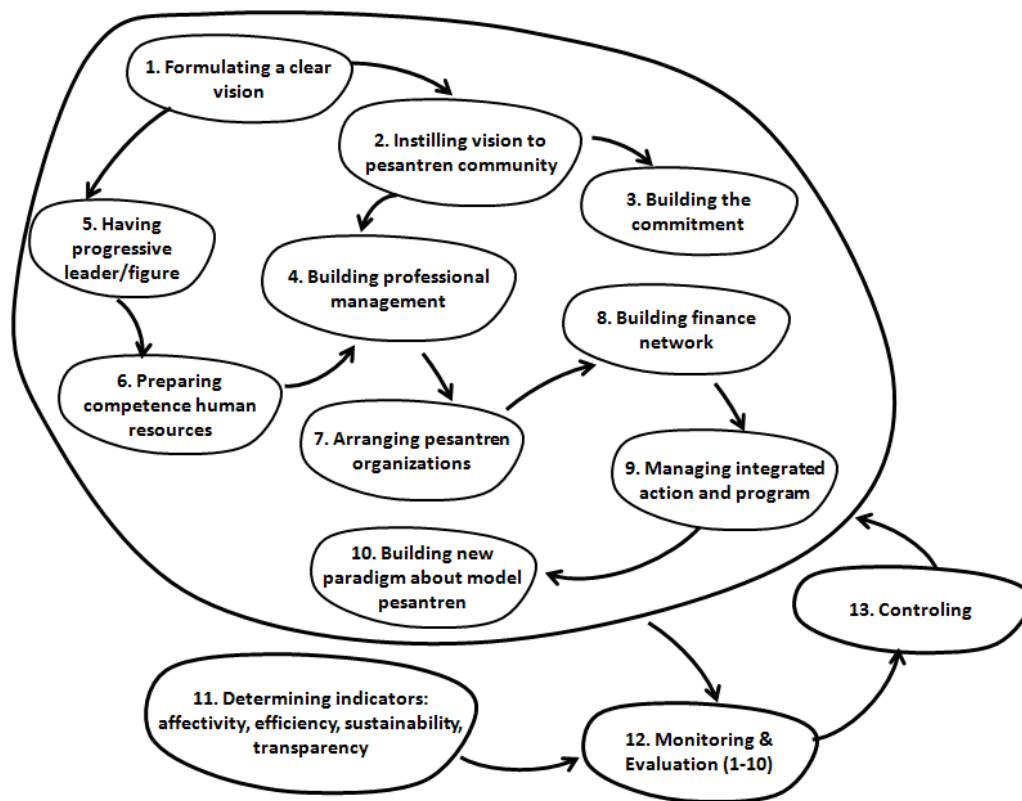 1. Formulating a clear
vision
2. Instilling vision to
pesantren community
3. Building the
commitment
4. Building professional
management
5. Having
progressive
leader/figure
6. Preparing
competence human
resources
7. Arranging pesantren
organizations
8. Building finance
network
9. Managing integrated
action and program
10. Building new
paradigm about model
pesantren
11. Determining indicators:
affectivity, efficiency, sustainability,
transparency
12. Monitoring &
Evaluation (1-10)
13. Controling